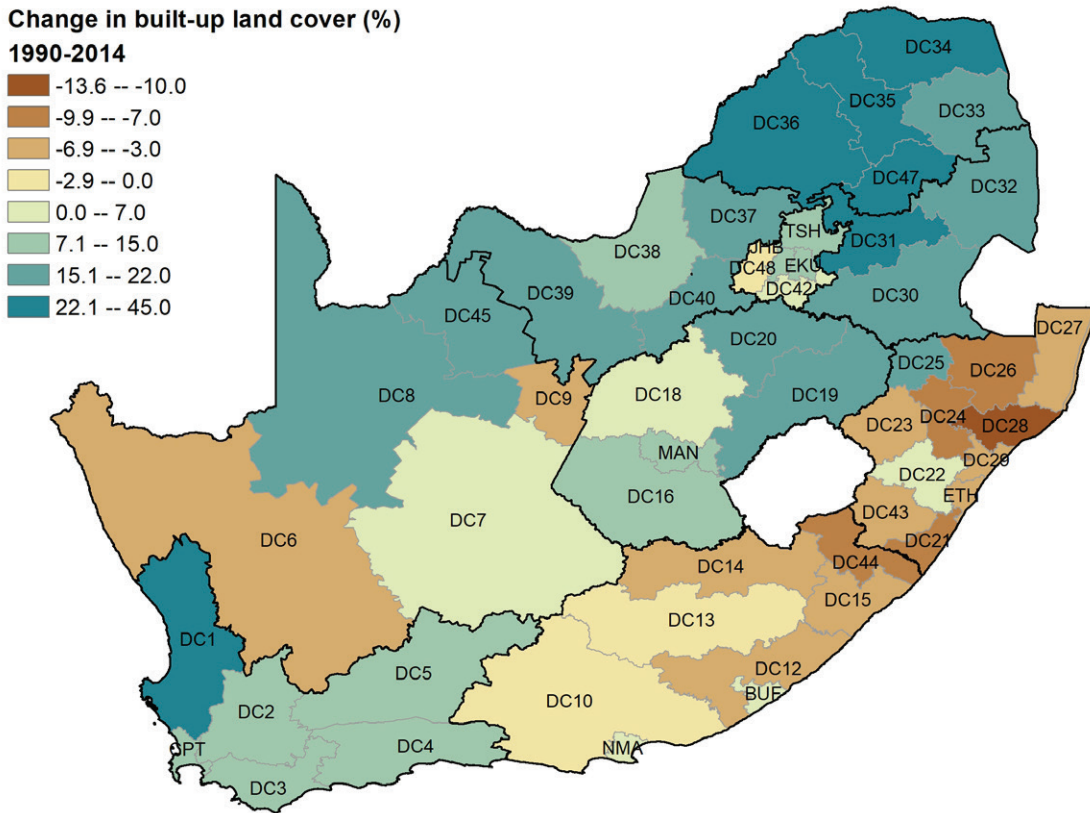 Change in built-up land cover (%)
1990-2014
-13.6 -- -10.0
-9.9 -- -7.0
-6.9 -- -3.0
-2.9 -- 0.0
0.0 -- 7.0
7.1 -- 15.0
15.1 -- 22.0
22.1 -- 45.0
DC34
DC35
DC33
DC36
DC47
DC32
DC37
TSH
DC31
JHB
DC38
DC48
EKU
DC42
DC39
DC40
DC30
DC45
DC20
DC27
DC25
DC26
DC8
DC9
DC18
DC19
DC23
DC24
DC28
MAN
DC22
DC29
DC16
ETH
DC7
DC43
DC6
DC21
DC14
DC44
DC15
DC13
DC1
DC5
DC12
BUF
DC2
DC10
CPT
DC4
NMA
DC3